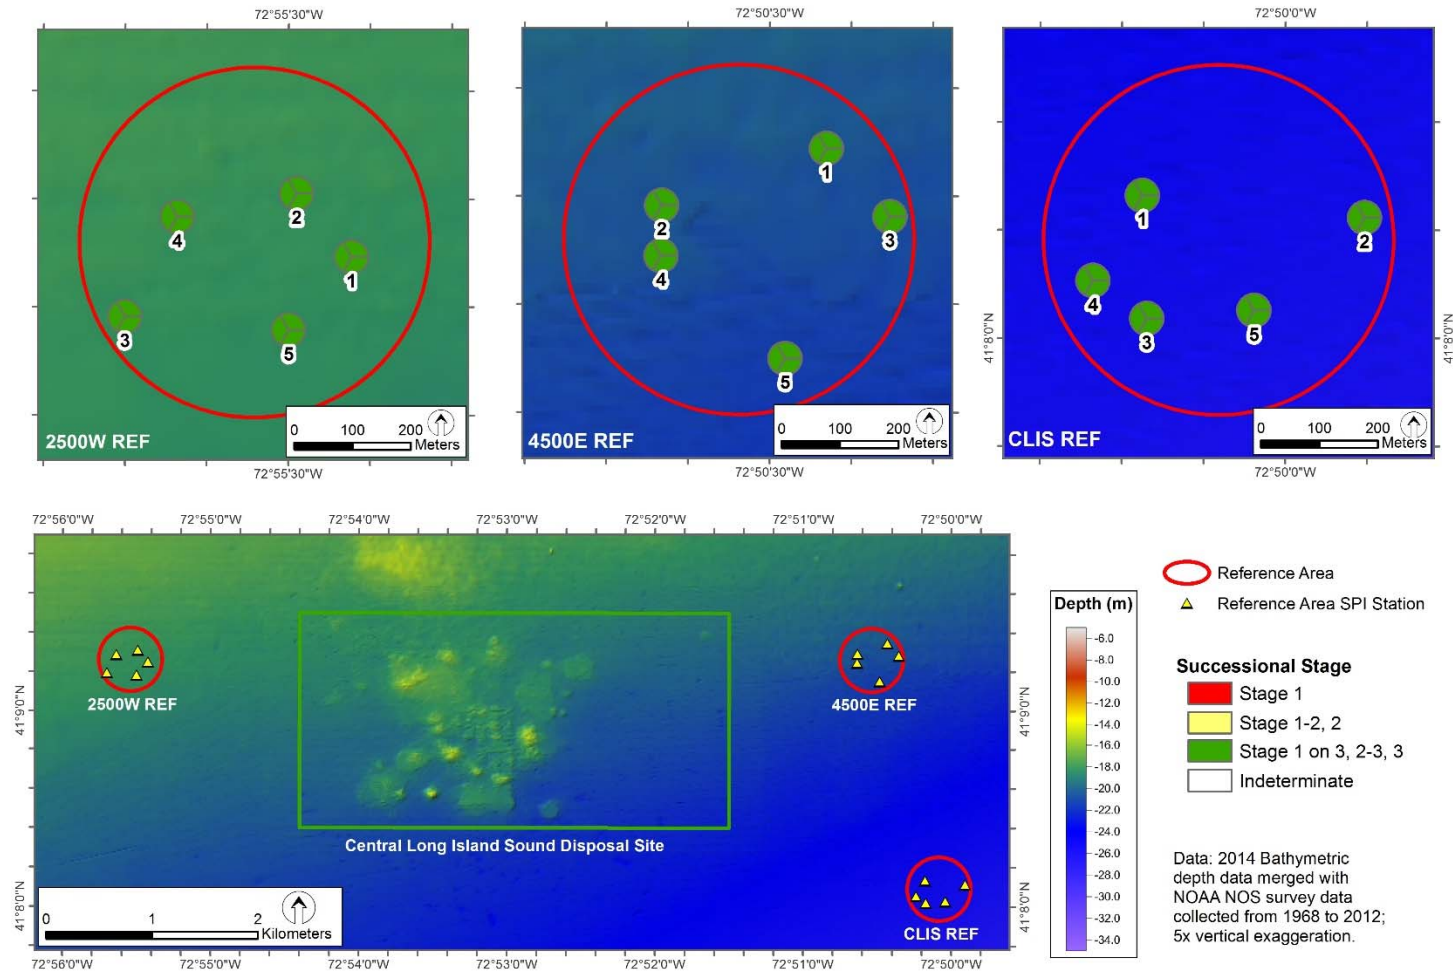 72°55'30"W
72°50'30"W
72°50'0"W
4
2
1
3
5
2500W REF
0 100 200
Meters
1
2
3
4
5
4500E REF
0 100 200
Meters
1
2
4
3
5
CLIS REF
0 100 200
Meters
41°8'0"N
41°8'0"N
72°55'30"W
72°50'30"W
72°50'0"W
72°56'0"W 72°55'0"W 72°54'0"W 72°53'0"W 72°52'0"W 72°51'0"W 72°50'0"W
41°9'0"N
41°9'0"N
41°8'0"N
41°8'0"N
2500W REF
4500E REF
Central Long Island Sound Disposal Site
CLIS REF
0 1 2
Kilometers
72°56'0"W 72°55'0"W 72°54'0"W 72°53'0"W 72°52'0"W 72°51'0"W 72°50'0"W
Depth (m)
-6.0
-8.0
-10.0
-12.0
-14.0
-16.0
-18.0
-20.0
-22.0
-24.0
-26.0
-28.0
-30.0
-32.0
-34.0
Reference Area
Reference Area SPI Station
Successional Stage
Stage 1
Stage 1-2, 2
Stage 1 on 3, 2-3, 3
Indeterminate
Data: 2014 Bathymetric
depth data merged with
NOAA NOS survey data
collected from 1968 to 2012;
5x vertical exaggeration.